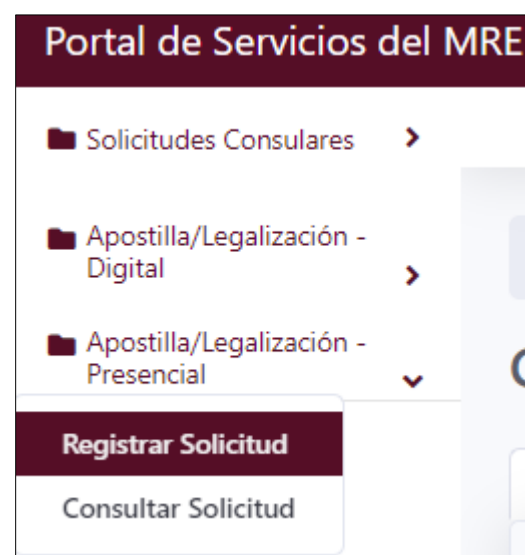 Portal de Servicios del MRE
Solicitudes Consulares
Apostilla/Legalización -
Digital
Apostilla/Legalización -
Presencial
Registrar Solicitud
Consultar Solicitud